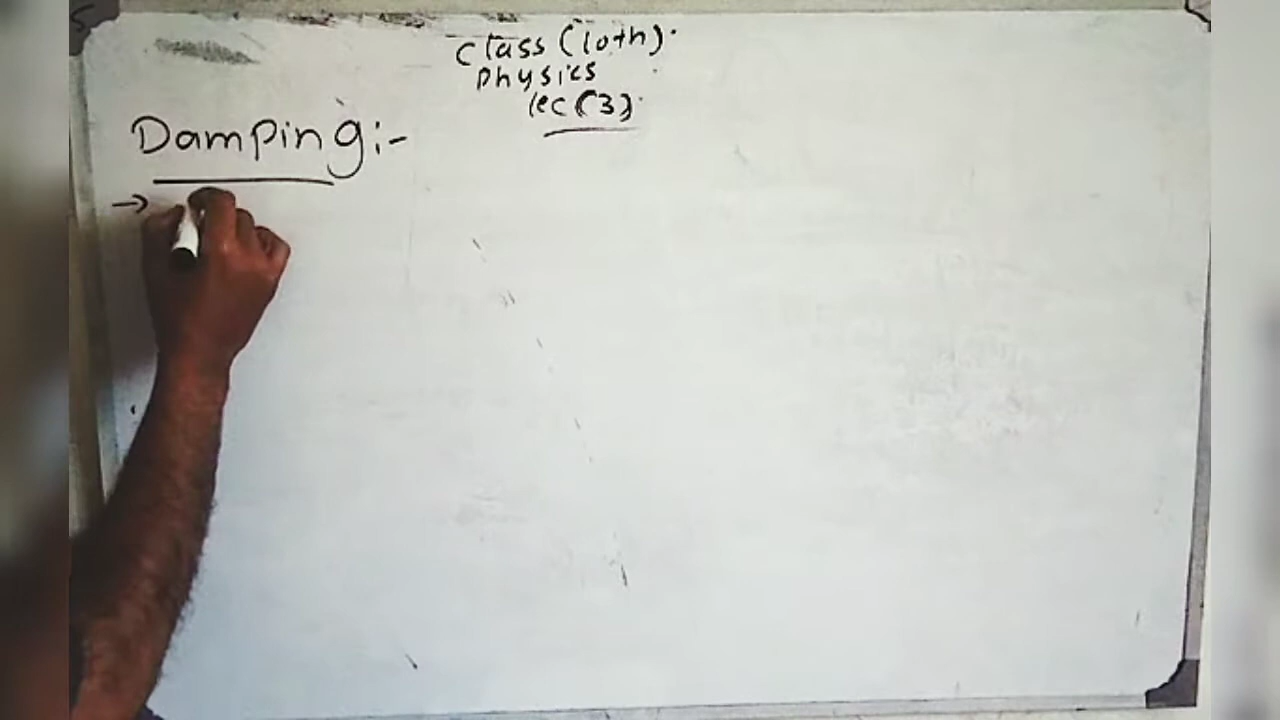 Class (10th).
Physics
lec (3).
Damping:-
→